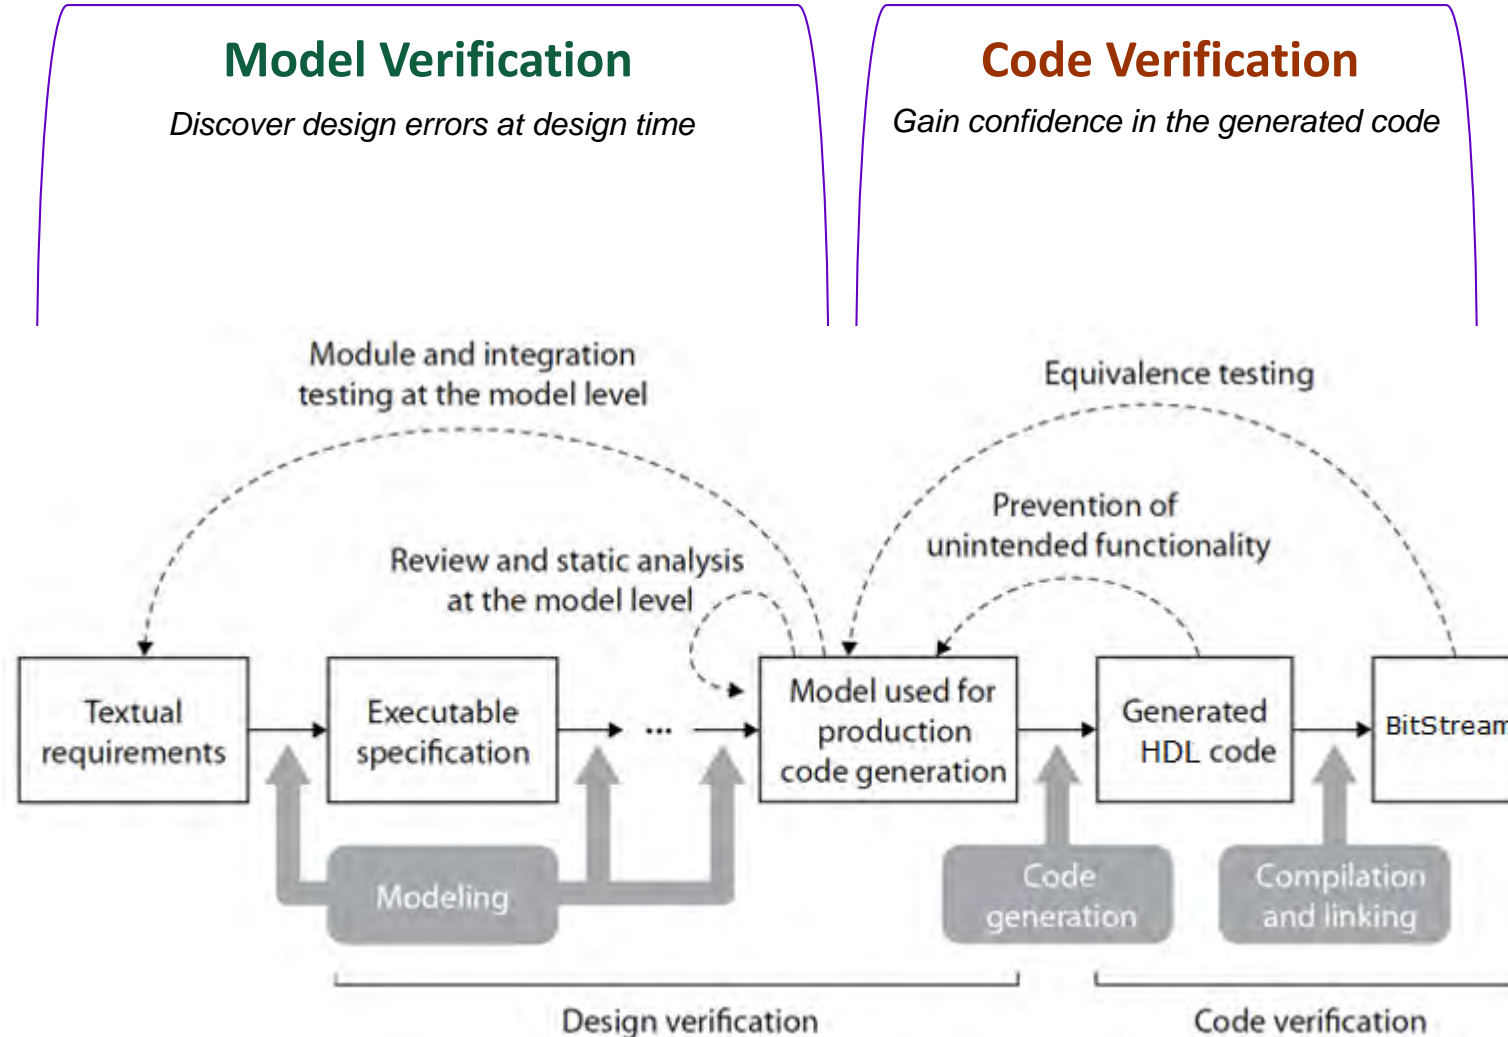 Model Verification
Discover design errors at design time
Code Verification
Gain confidence in the generated code
Module and integration
testing at the model level
Equivalence testing
Prevention of
unintended functionality
Review and static analysis
at the model level
Textual
requirements
Executable
specification
...
Model used for
production
code generation
Generated
HDL code
BitStream
Modeling
Code
generation
Compilation
and linking
Design verification
Code verification